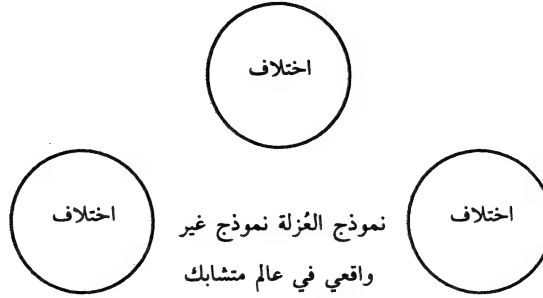 اختلاف
اختلاف
اختلاف
نموذج العُزلة نموذج غير
واقعي في عالم متشابك